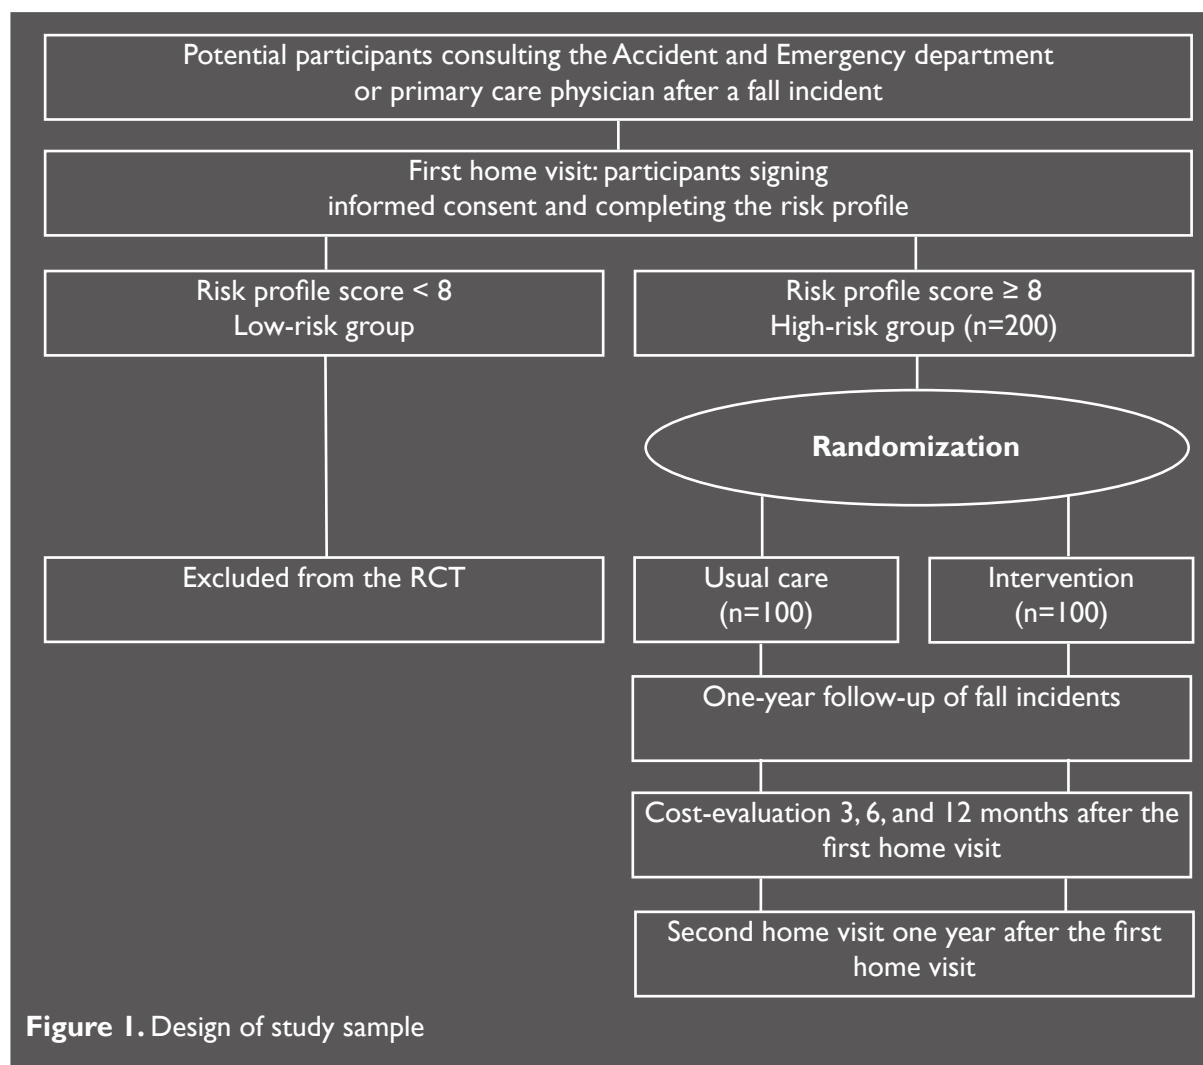 Potential participants consulting the Accident and Emergency department
or primary care physician after a fall incident
First home visit: participants signing
informed consent and completing the risk profile
Risk profile score < 8
Low-risk group
Risk profile score ≥ 8
High-risk group (n=200)
Randomization
Excluded from the RCT
Usual care
(n=100)
Intervention
(n=100)
One-year follow-up of fall incidents
Cost-evaluation 3, 6, and 12 months after the
first home visit
Second home visit one year after the first
home visit
Figure 1. Design of study sample